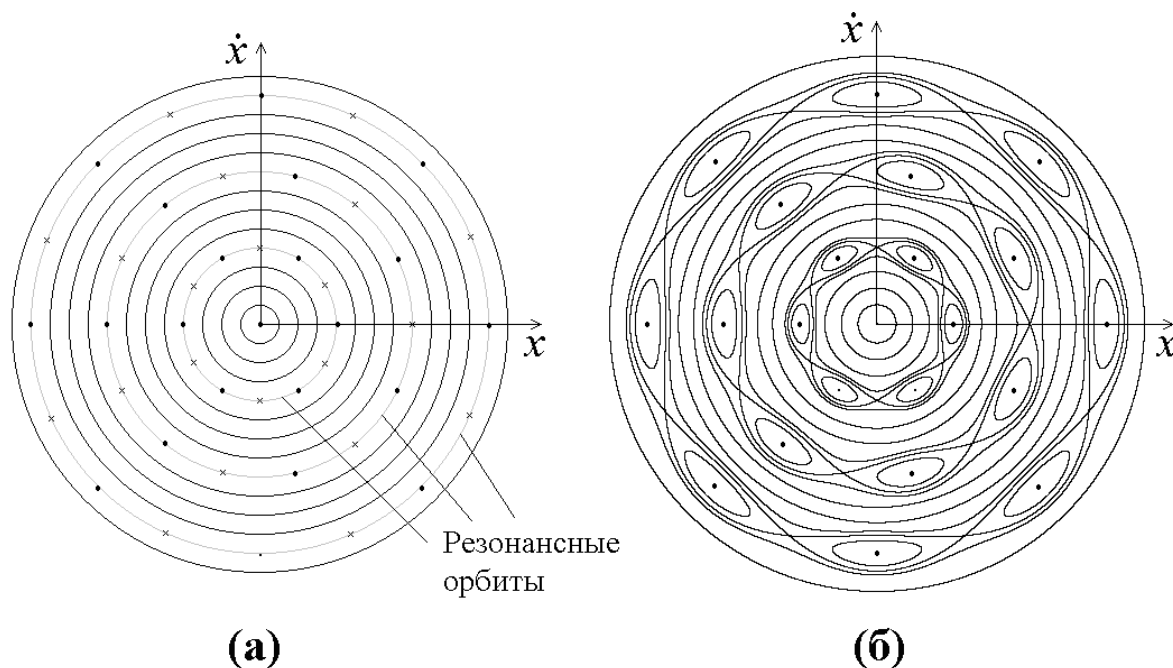 ẋ
ẋ
x
x
Резонансные
орбиты
(а)
(б)